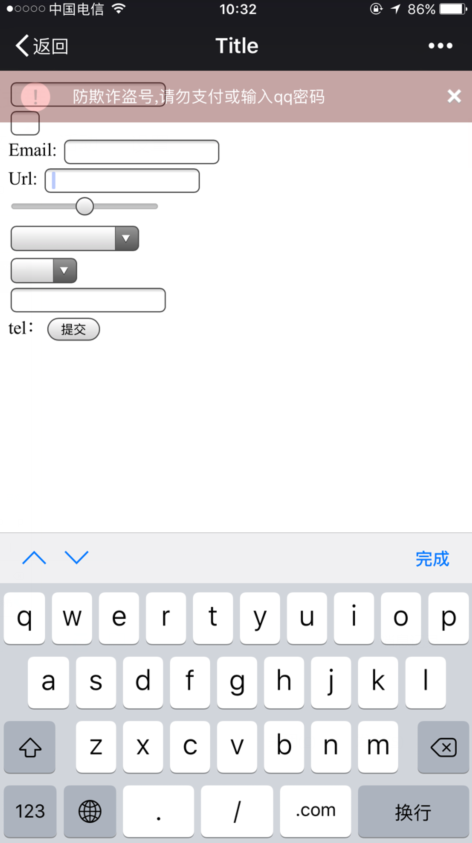 中国电信 10:32 86%
返回 Title
! 防欺诈盗号,请勿支付或输入qq密码
Email:
Url:
tel： 提交
完成
q w e r t y u i o p
a s d f g h j k l
z x c v b n m
123 . / .com 换行